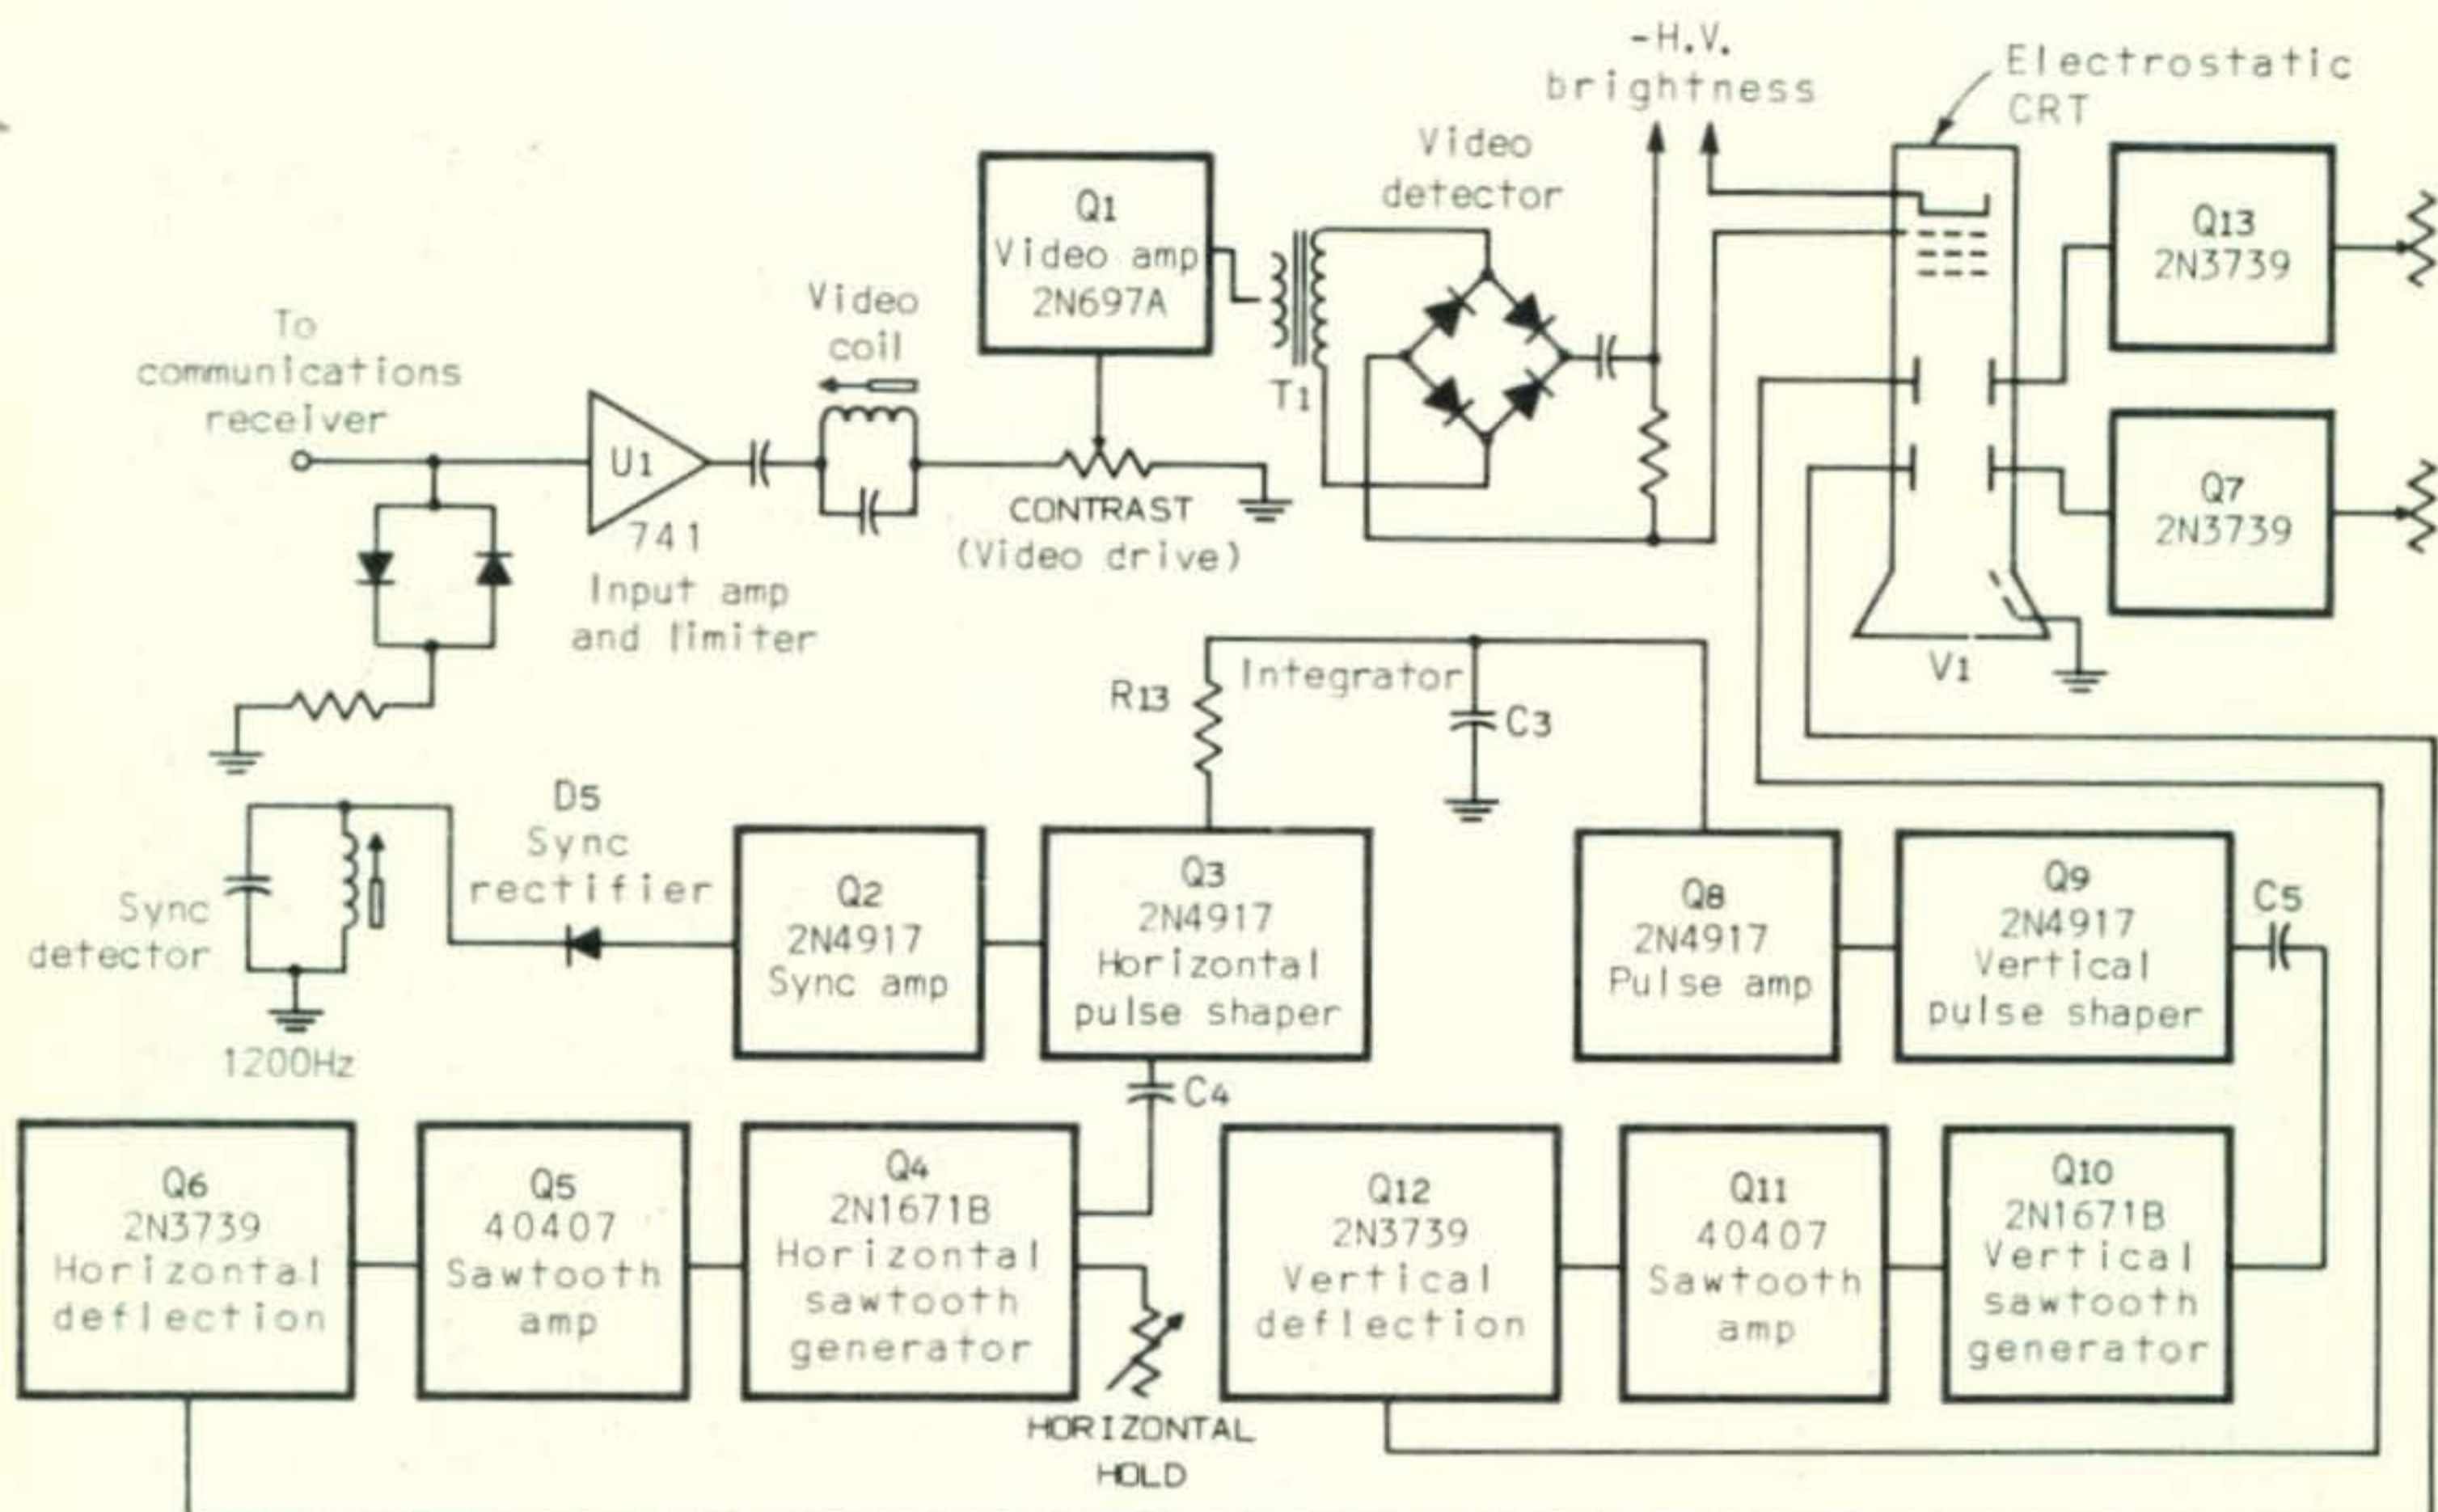 -H.V.
brightness
Electrostatic
CRT
Video
detector
Q1
Video amp
2N697A
Q13
2N3739
Video
coil
To
communications
receiver
T1
U1
741
Input amp
and limiter
CONTRAST
(Video drive)
Q7
2N3739
V1
R13
Integrator
C3
D5
Sync
rectifier
Sync
detector
1200Hz
Q2
2N4917
Sync amp
Q3
2N4917
Horizontal
pulse shaper
Q8
2N4917
Pulse amp
Q9
2N4917
Vertical
pulse shaper
C5
C4
Q6
2N3739
Horizontal
deflection
Q5
40407
Sawtooth
amp
Q4
2N1671B
Horizontal
sawtooth
generator
Q12
2N3739
Vertical
deflection
Q11
40407
Sawtooth
amp
Q10
2N1671B
Vertical
sawtooth
generator
HORIZONTAL
HOLD